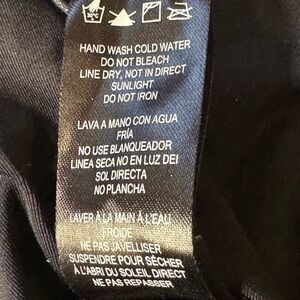 30°C
HAND WASH COLD WATER
DO NOT BLEACH
LINE DRY, NOT IN DIRECT
SUNLIGHT
DO NOT IRON
LAVA A MANO CON AGUA
FRÍA
NO USE BLANQUEADOR
LINEA SECA NO EN LUZ DEI
SOL DIRECTA
NO PLANCHA
LAVER À LA MAIN À L'EAU
FROIDE
NE PAS JAVELLISER
SUSPENDRE POUR SÉCHER
À L'ABRI DU SOLEIL DIRECT
NE PAS REPASSER